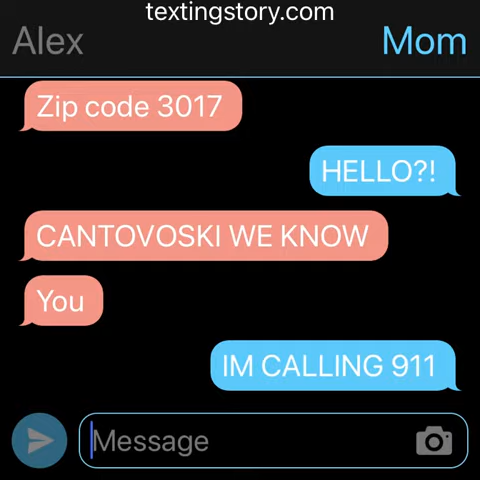 textingstory.com
Alex
Mom
Zip code 3017
HELLO?!
CANTOVOSKI WE KNOW
You
IM CALLING 911
Message